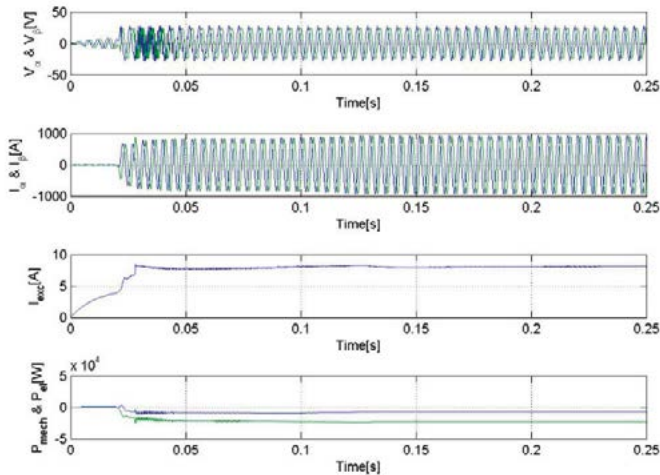 V_α & V_β[V]
50
0
-50
0 0.05 0.1 0.15 0.2 0.25
Time[s]
I_α & I_β[A]
1000
0
-1000
0 0.05 0.1 0.15 0.2 0.25
Time[s]
I_exc[A]
10
5
0
0 0.05 0.1 0.15 0.2 0.25
Time[s]
P_mech & P_el[W]
x 10^4
5
0
-5
0 0.05 0.1 0.15 0.2 0.25
Time[s]